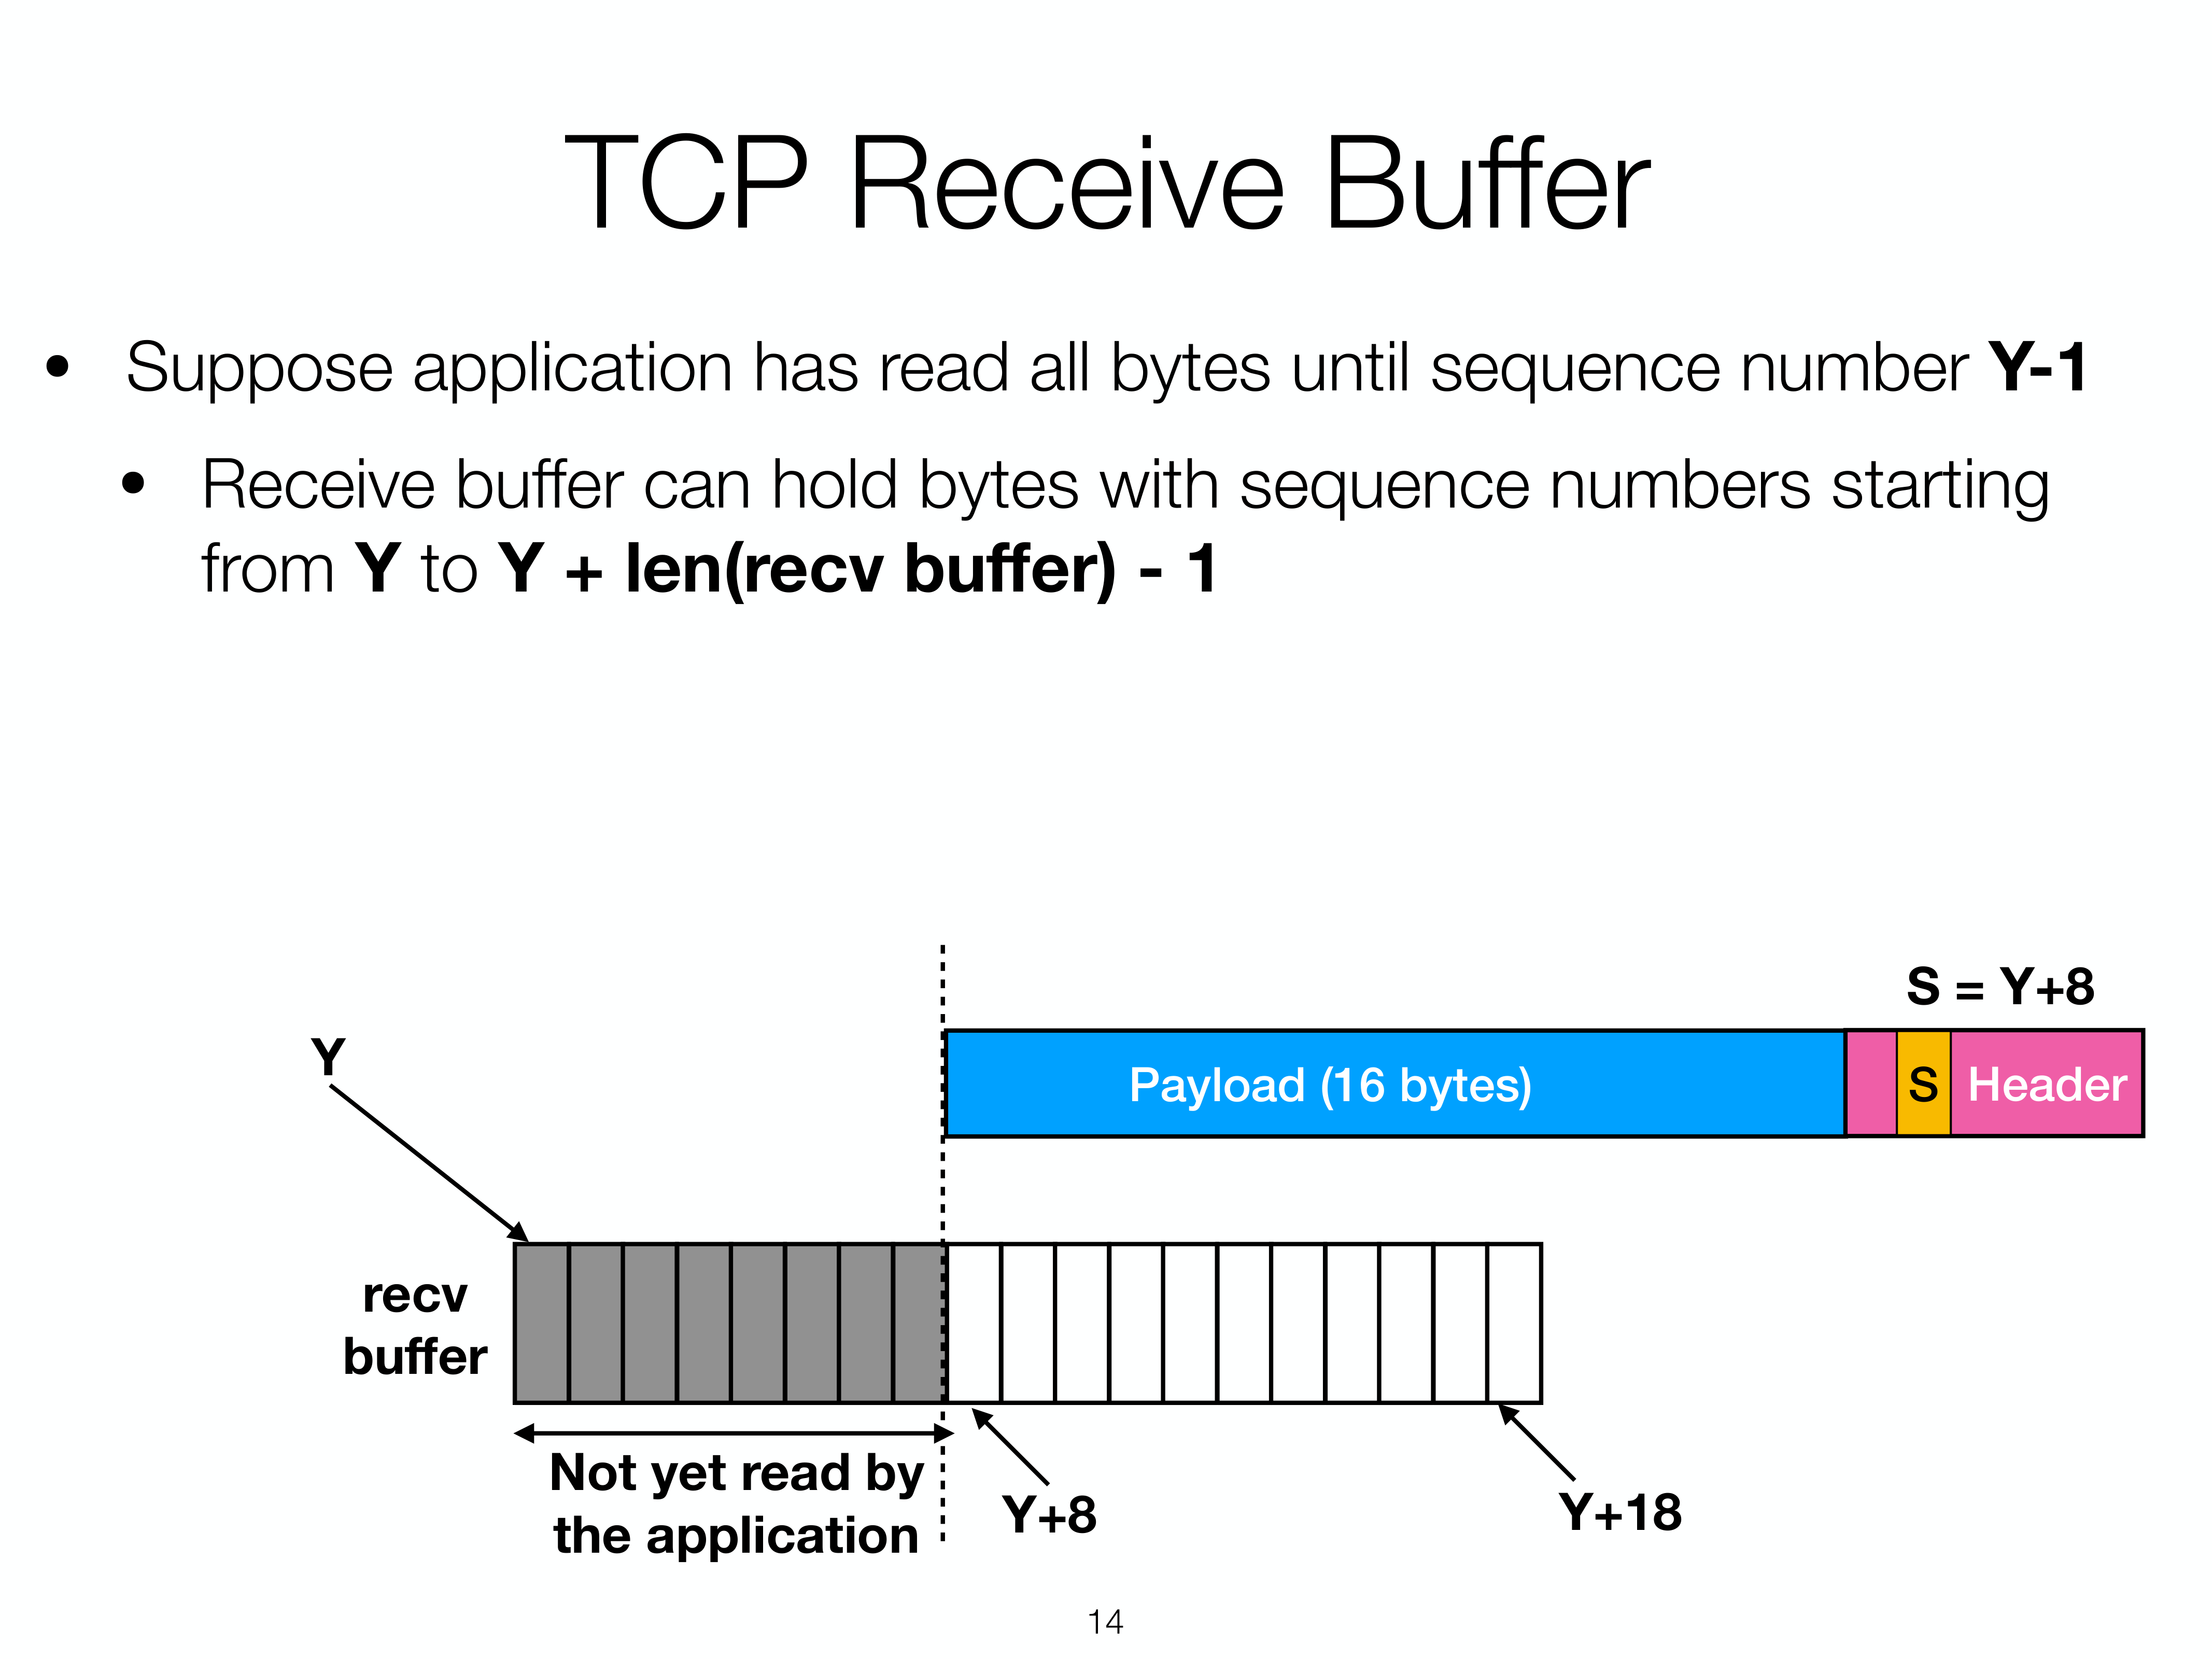 TCP Receive Buffer
• Suppose application has read all bytes until sequence number Y-1
• Receive buffer can hold bytes with sequence numbers starting
from Y to Y + len(recv buffer) - 1
S = Y+8
Y
Payload (16 bytes)
S
Header
recv
buffer
Not yet read by
the application
Y+8
Y+18
14